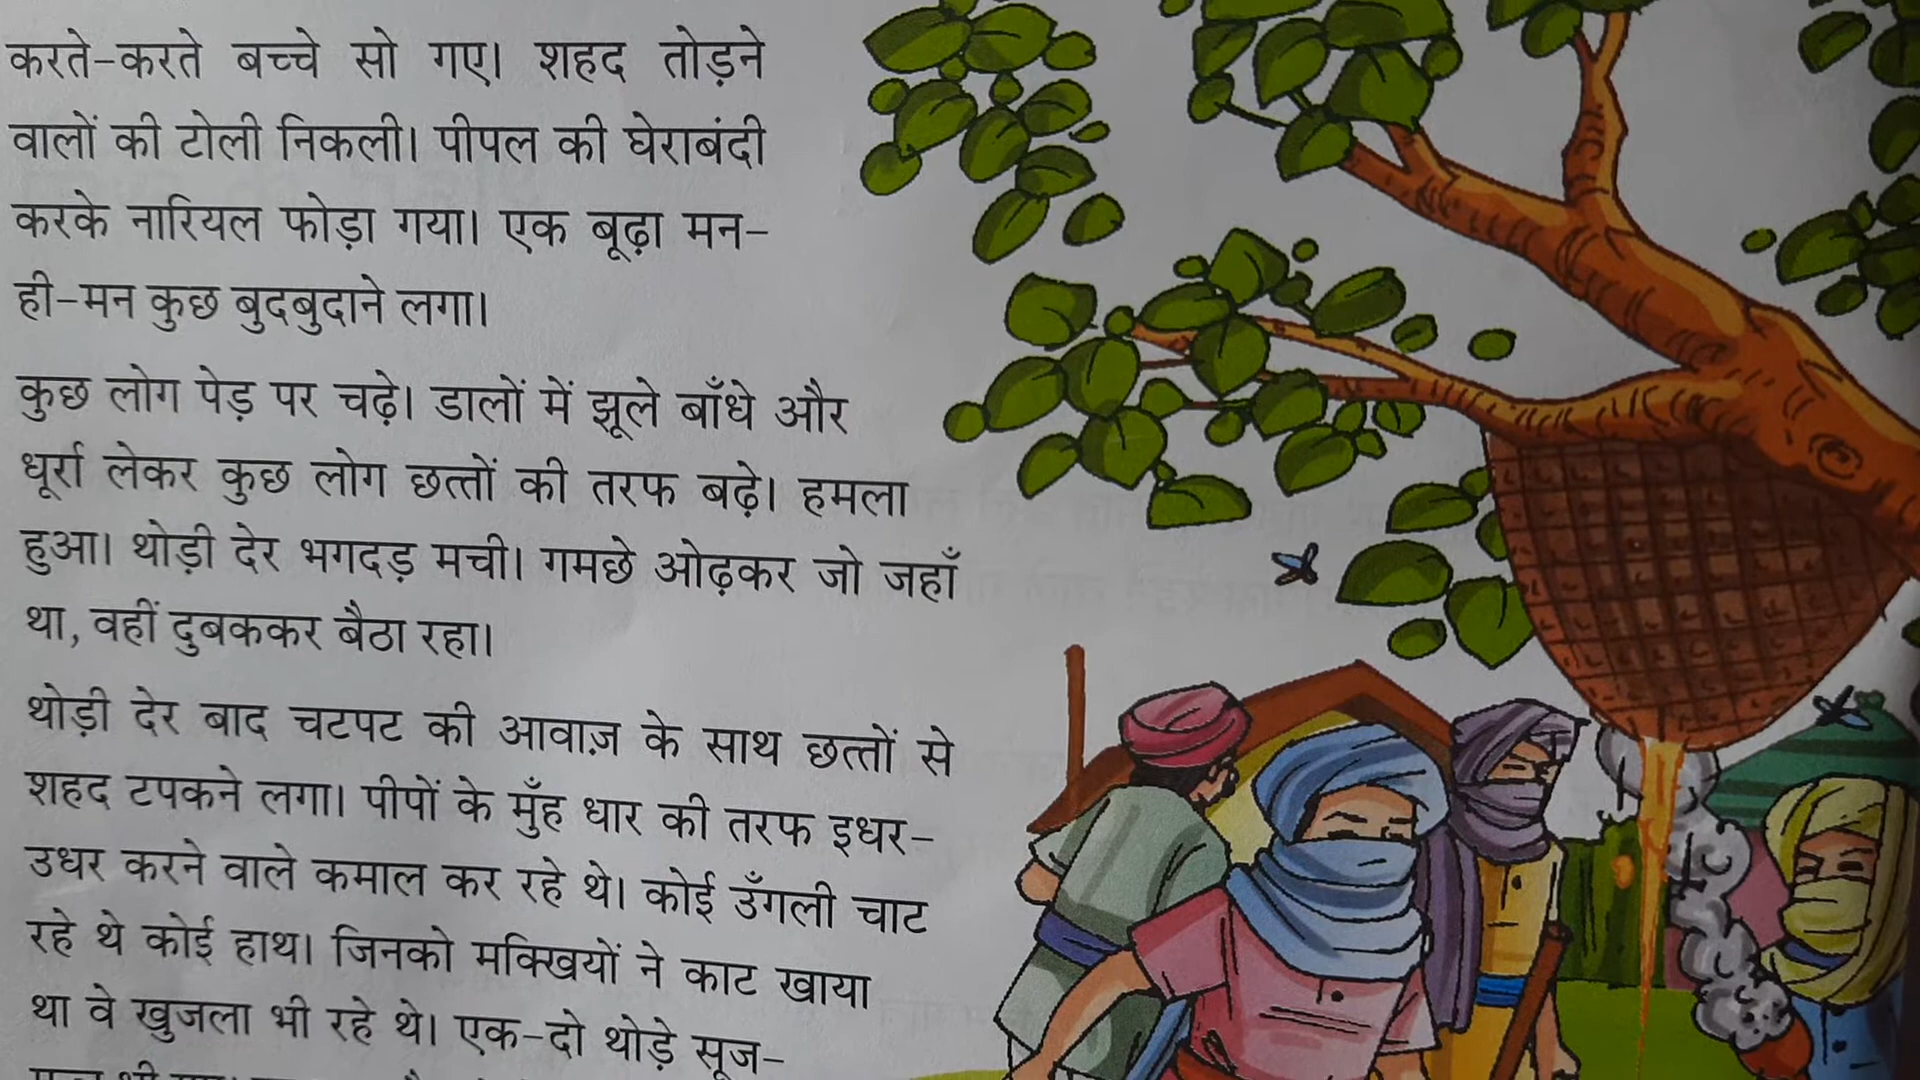 करते-करते बच्चे सो गए। शहद तोड़ने
वालों की टोली निकली। पीपल की घेराबंदी
करके नारियल फोड़ा गया। एक बूढ़ा मन-
ही-मन कुछ बुदबुदाने लगा।
कुछ लोग पेड़ पर चढ़े। डालों में झूले बाँधे और
धूर्रा लेकर कुछ लोग छत्तों की तरफ बढ़े। हमला
हुआ। थोड़ी देर भगदड़ मची। गमछे ओढ़कर जो जहाँ
था, वहीं दुबककर बैठा रहा।
थोड़ी देर बाद चटपट की आवाज़ के साथ छत्तों से
शहद टपकने लगा। पीपों के मुँह धार की तरफ इधर-
उधर करने वाले कमाल कर रहे थे। कोई उँगली चाट
रहे थे कोई हाथ। जिनको मक्खियों ने काट खाया
था वे खुजला भी रहे थे। एक-दो थोड़े सूज-